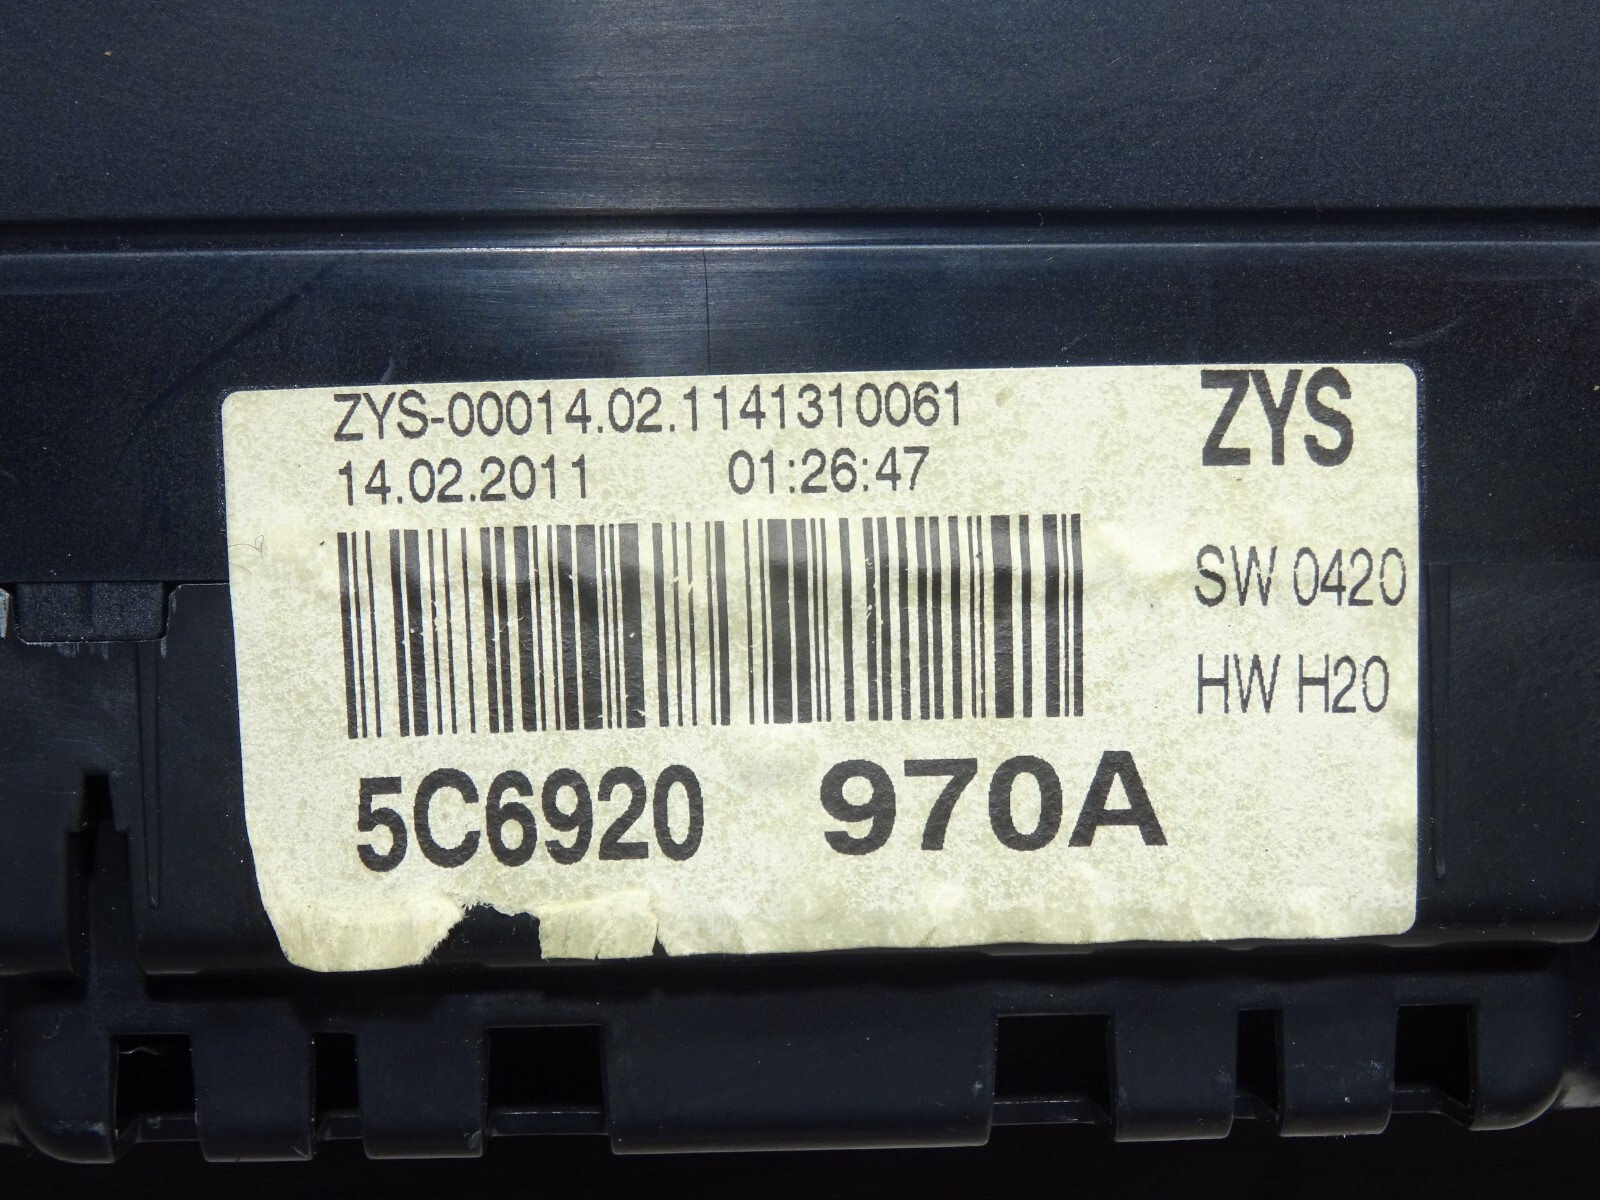 ZYS-00014.02.1141310061
ZYS
14.02.2011 01:26:47
SW 0420
HW H20
5C6920 970A